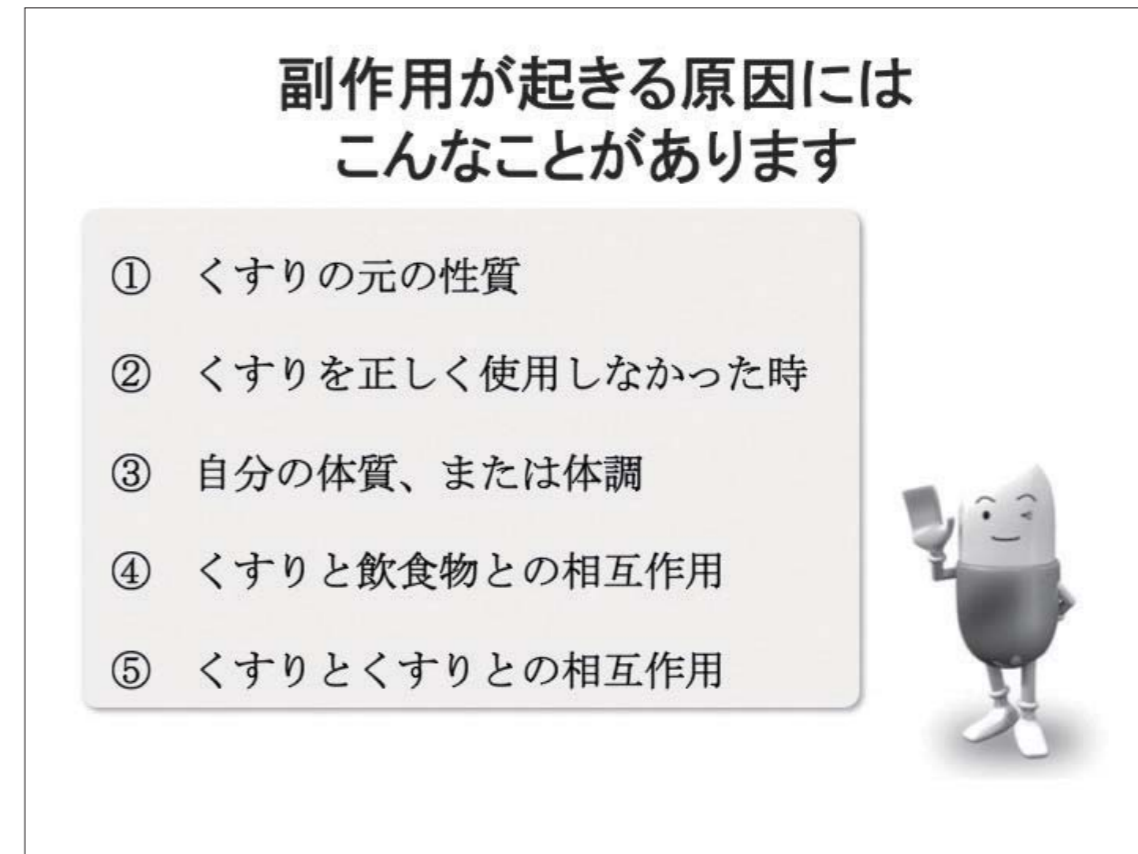 副作用が起きる原因には
こんなことがあります
① くすりの元の性質
② くすりを正しく使用しなかった時
③ 自分の体質、または体調
④ くすりと飲食物との相互作用
⑤ くすりとくすりとの相互作用